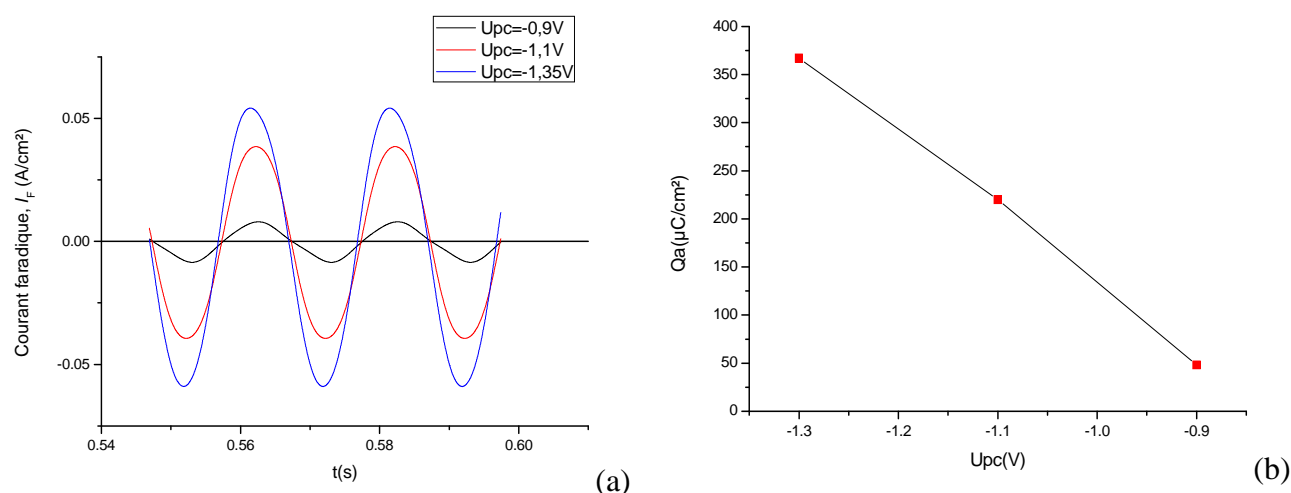 Upc=-0,9V
Upc=-1,1V
Upc=-1,35V
0.05
0.00
-0.05
Courant faradique, I_F (A/cm²)
0.54
0.56
0.58
0.60
t(s)
(a)
400
350
300
250
200
150
100
50
0
Qa(µC/cm²)
-1.3
-1.2
-1.1
-1.0
-0.9
Upc(V)
(b)